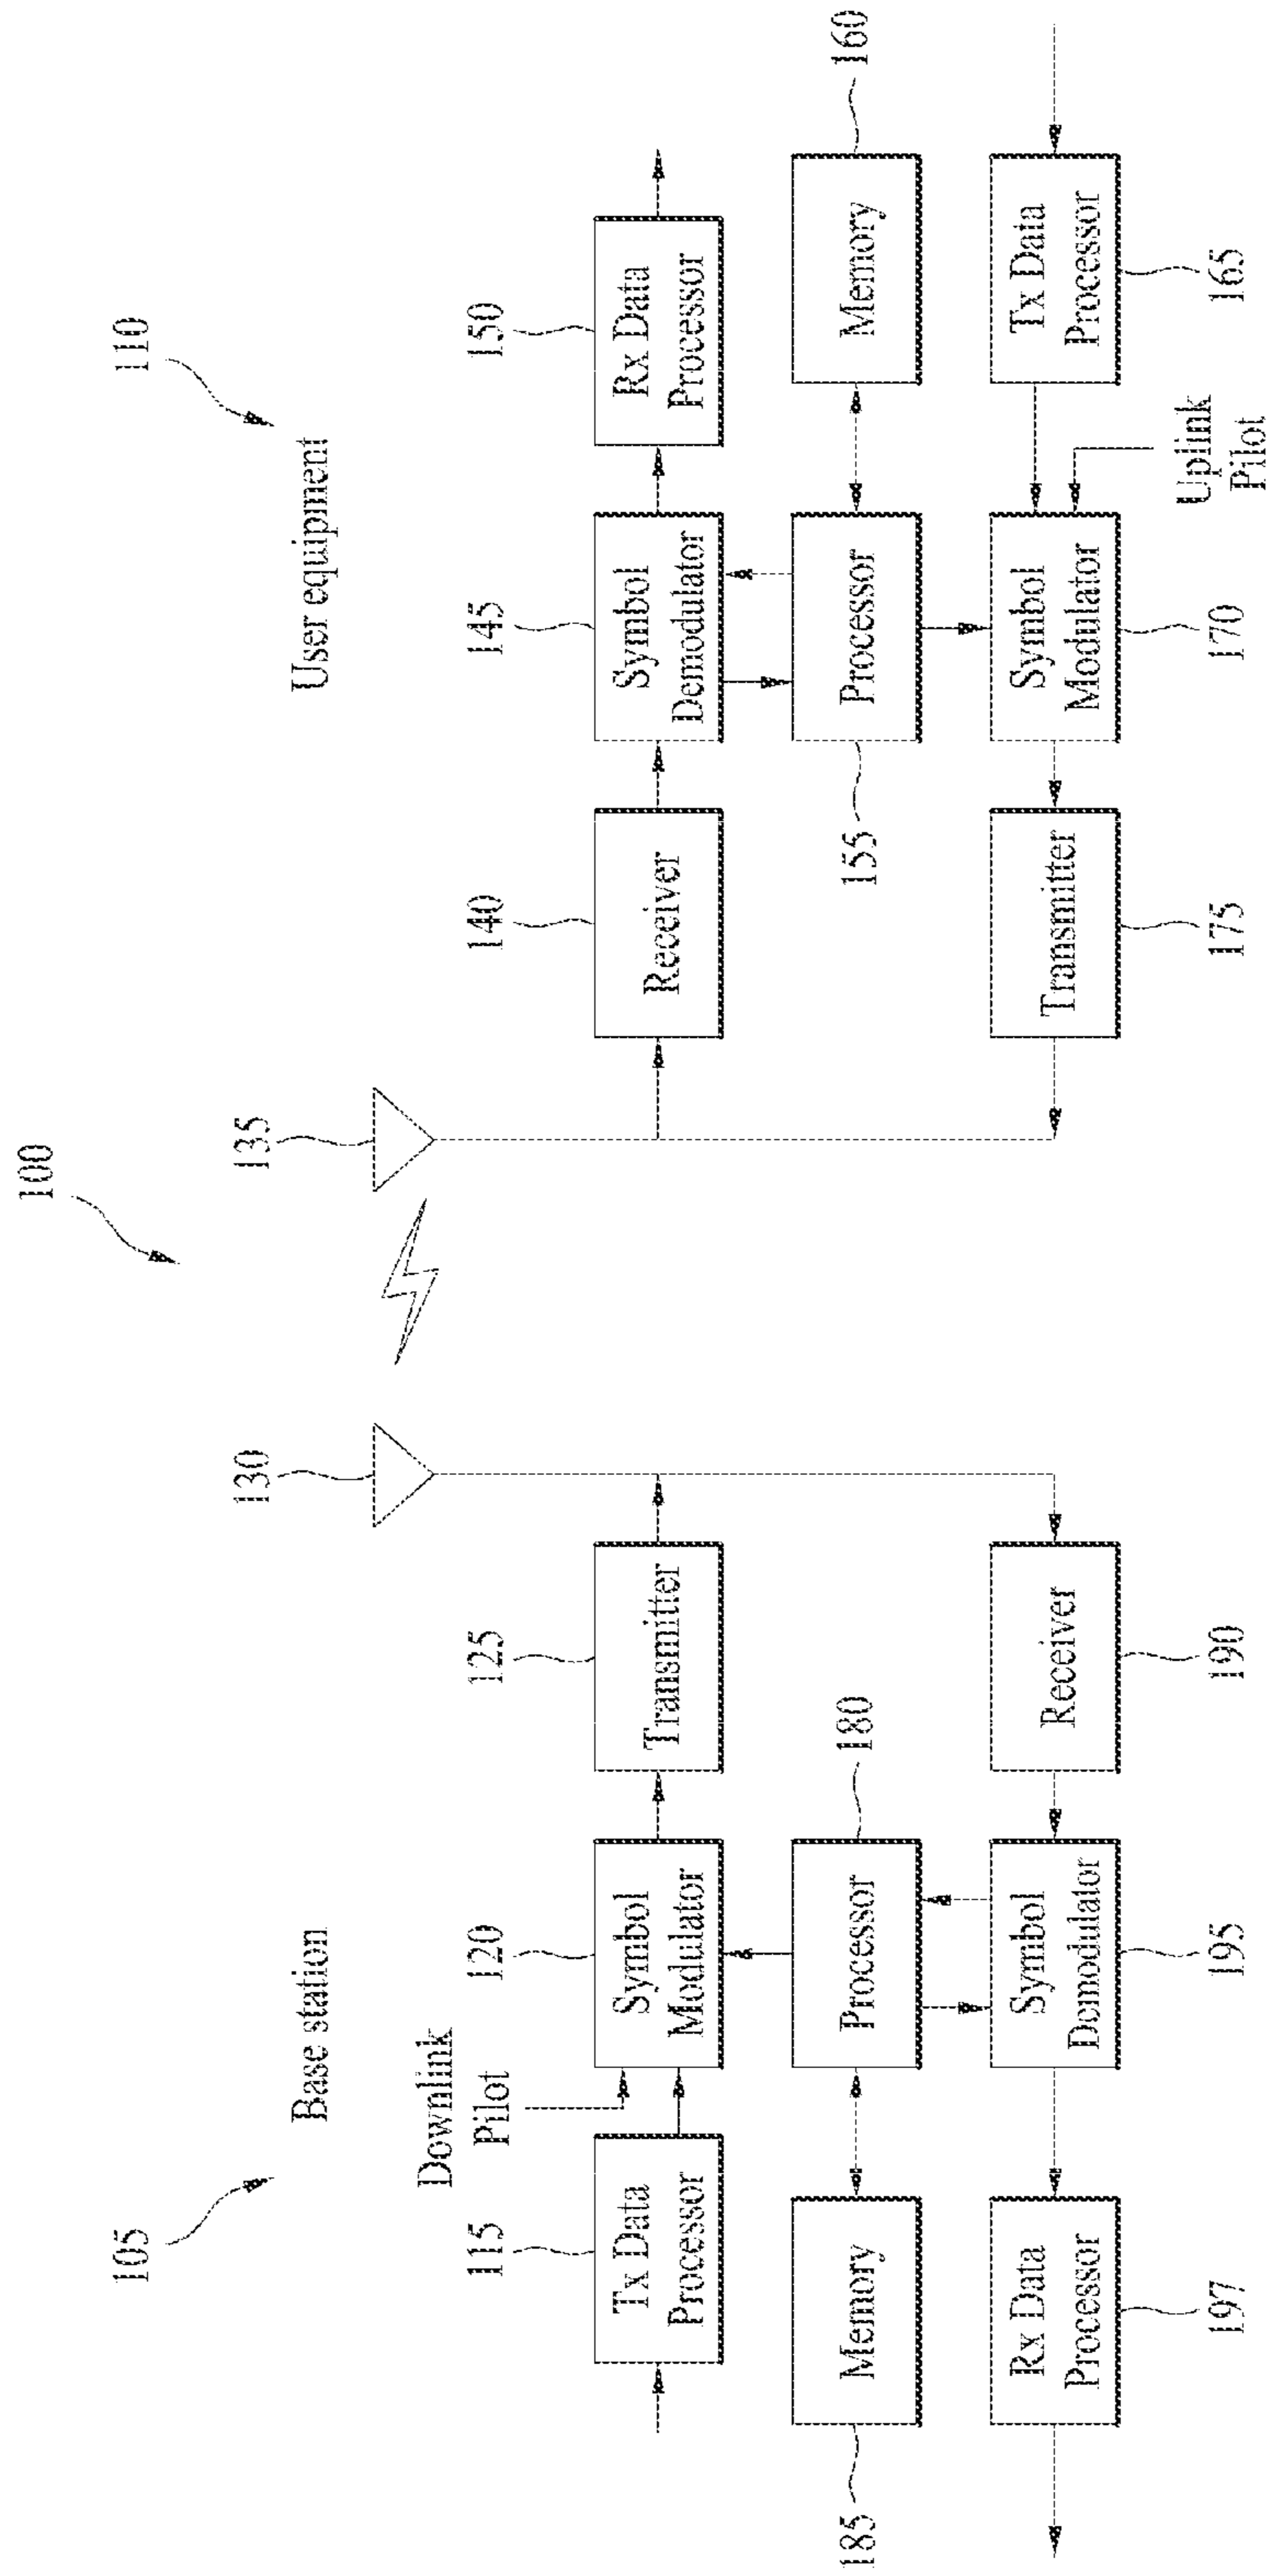 100
105
Base station
110
User equipment
130
135
Downlink
Pilot
115
120
125
140
145
150
Tx Data
Processor
Symbol
Modulator
Transmitter
Receiver
Symbol
Demodulator
Rx Data
Processor
180
Memory
Processor
Processor
Memory
185
155
160
Rx Data
Processor
Symbol
Demodulator
Receiver
Transmitter
Symbol
Modulator
Tx Data
Processor
197
195
190
175
170
165
Uplink
Pilot